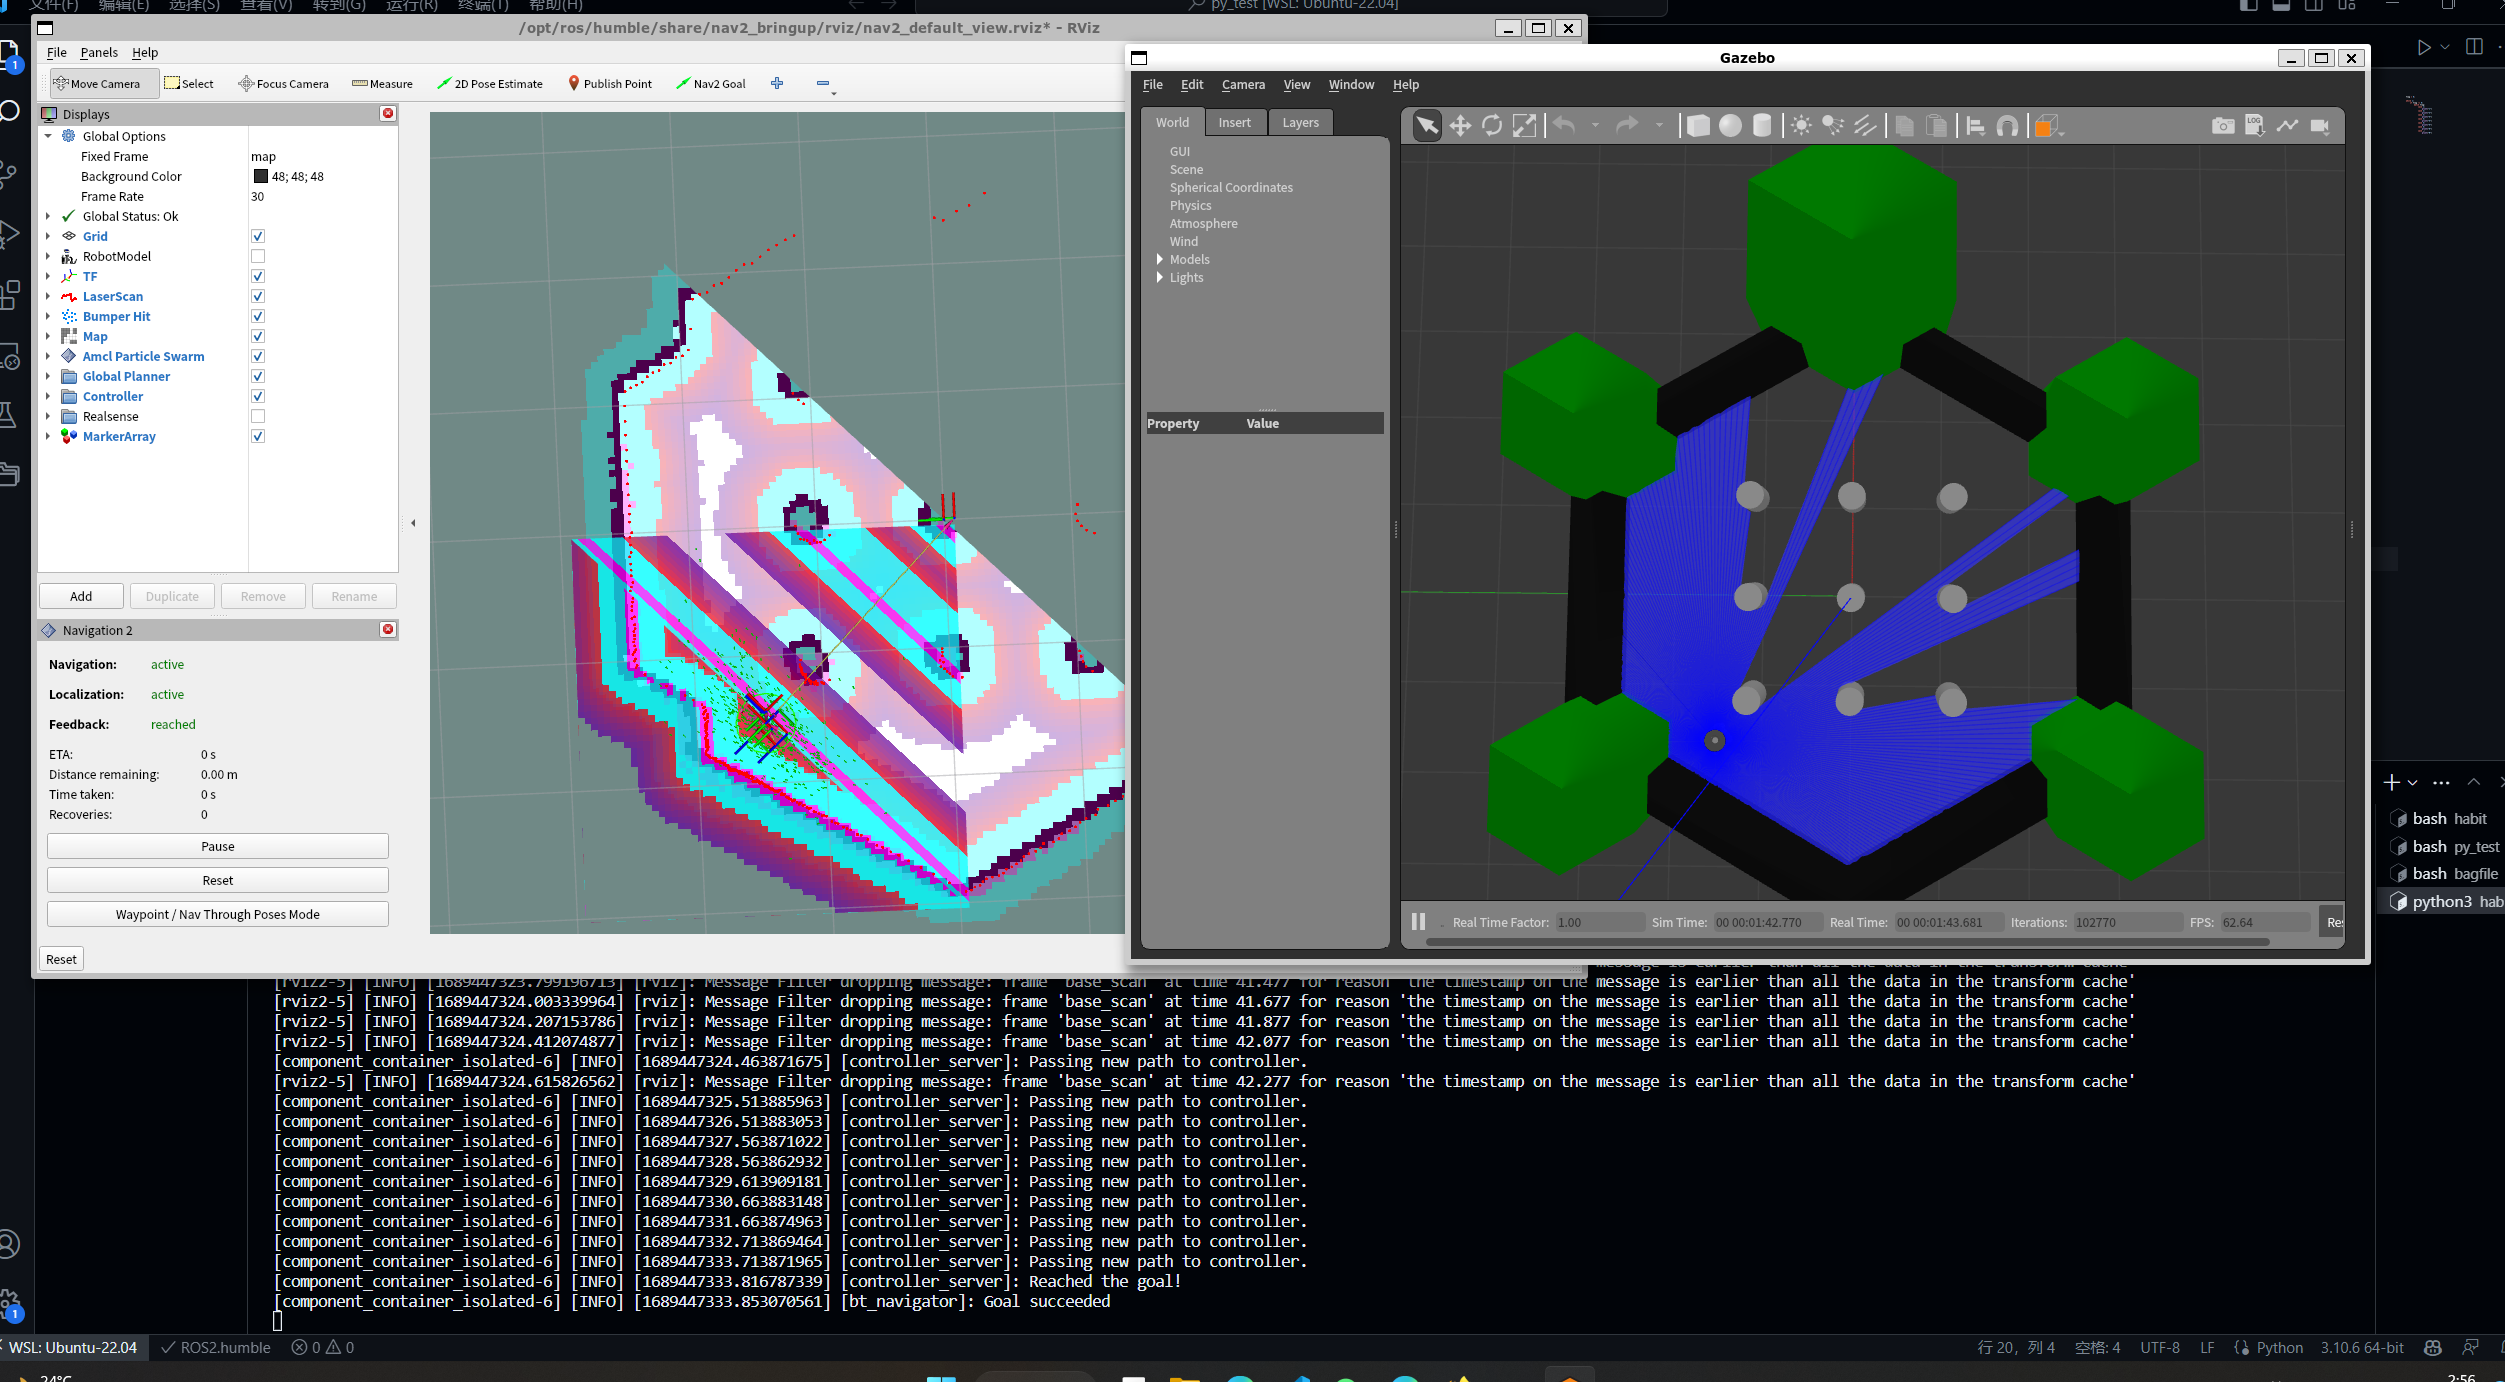 文件(F) 编辑(E) 选择(S) 查看(V) 转到(G) 运行(R) 终端(T) 帮助(H)
py_test [WSL: Ubuntu-22.04]
/opt/ros/humble/share/nav2_bringup/rviz/nav2_default_view.rviz* - RViz
File Panels Help
Move Camera Select Focus Camera Measure 2D Pose Estimate Publish Point Nav2 Goal
Displays
Global Options
Fixed Frame map
Background Color 48; 48; 48
Frame Rate 30
Global Status: Ok
Grid
RobotModel
TF
LaserScan
Bumper Hit
Map
Amcl Particle Swarm
Global Planner
Controller
Realsense
MarkerArray
Add Duplicate Remove Rename
Navigation 2
Navigation: active
Localization: active
Feedback: reached
ETA: 0 s
Distance remaining: 0.00 m
Time taken: 0 s
Recoveries: 0
Pause
Reset
Waypoint / Nav Through Poses Mode
Reset
Gazebo
File Edit Camera View Window Help
World Insert Layers
LOG
GUI
Scene
Spherical Coordinates
Physics
Atmosphere
Wind
Models
Lights
Property Value
Real Time Factor: 1.00 Sim Time: 00 00:01:42.770 Real Time: 00 00:01:43.681 Iterations: 102770 FPS: 62.64
bash habit
bash py_test
bash bagfile
python3 hab
message is earlier than all the data in the transform cache'
[rviz2-5] [INFO] [1689447323.799196713] [rviz]: Message Filter dropping message: frame 'base_scan' at time 41.477 for reason 'the timestamp on the message is earlier than all the data in the transform cache'
[rviz2-5] [INFO] [1689447324.003339964] [rviz]: Message Filter dropping message: frame 'base_scan' at time 41.677 for reason 'the timestamp on the message is earlier than all the data in the transform cache'
[rviz2-5] [INFO] [1689447324.207153786] [rviz]: Message Filter dropping message: frame 'base_scan' at time 41.877 for reason 'the timestamp on the message is earlier than all the data in the transform cache'
[rviz2-5] [INFO] [1689447324.412074877] [rviz]: Message Filter dropping message: frame 'base_scan' at time 42.077 for reason 'the timestamp on the message is earlier than all the data in the transform cache'
[component_container_isolated-6] [INFO] [1689447324.463871675] [controller_server]: Passing new path to controller.
[rviz2-5] [INFO] [1689447324.615826562] [rviz]: Message Filter dropping message: frame 'base_scan' at time 42.277 for reason 'the timestamp on the message is earlier than all the data in the transform cache'
[component_container_isolated-6] [INFO] [1689447325.513885963] [controller_server]: Passing new path to controller.
[component_container_isolated-6] [INFO] [1689447326.513883053] [controller_server]: Passing new path to controller.
[component_container_isolated-6] [INFO] [1689447327.563871022] [controller_server]: Passing new path to controller.
[component_container_isolated-6] [INFO] [1689447328.563862932] [controller_server]: Passing new path to controller.
[component_container_isolated-6] [INFO] [1689447329.613909181] [controller_server]: Passing new path to controller.
[component_container_isolated-6] [INFO] [1689447330.663883148] [controller_server]: Passing new path to controller.
[component_container_isolated-6] [INFO] [1689447331.663874963] [controller_server]: Passing new path to controller.
[component_container_isolated-6] [INFO] [1689447332.713869464] [controller_server]: Passing new path to controller.
[component_container_isolated-6] [INFO] [1689447333.713871965] [controller_server]: Passing new path to controller.
[component_container_isolated-6] [INFO] [1689447333.816787339] [controller_server]: Reached the goal!
[component_container_isolated-6] [INFO] [1689447333.853070561] [bt_navigator]: Goal succeeded
WSL: Ubuntu-22.04 ROS2.humble 0 0 行 20, 列 4 空格: 4 UTF-8 LF Python 3.10.6 64-bit
24°C 2:56